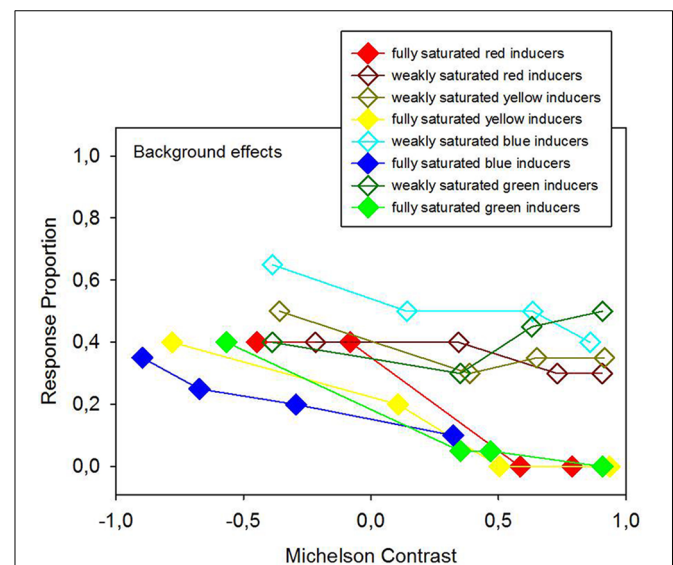 fully saturated red inducers
weakly saturated red inducers
weakly saturated yellow inducers
fully saturated yellow inducers
weakly saturated blue inducers
fully saturated blue inducers
weakly saturated green inducers
fully saturated green inducers
Background effects
1,0
0,8
0,6
0,4
0,2
0,0
Response Proportion
-1,0 -0,5 0,0 0,5 1,0
Michelson Contrast